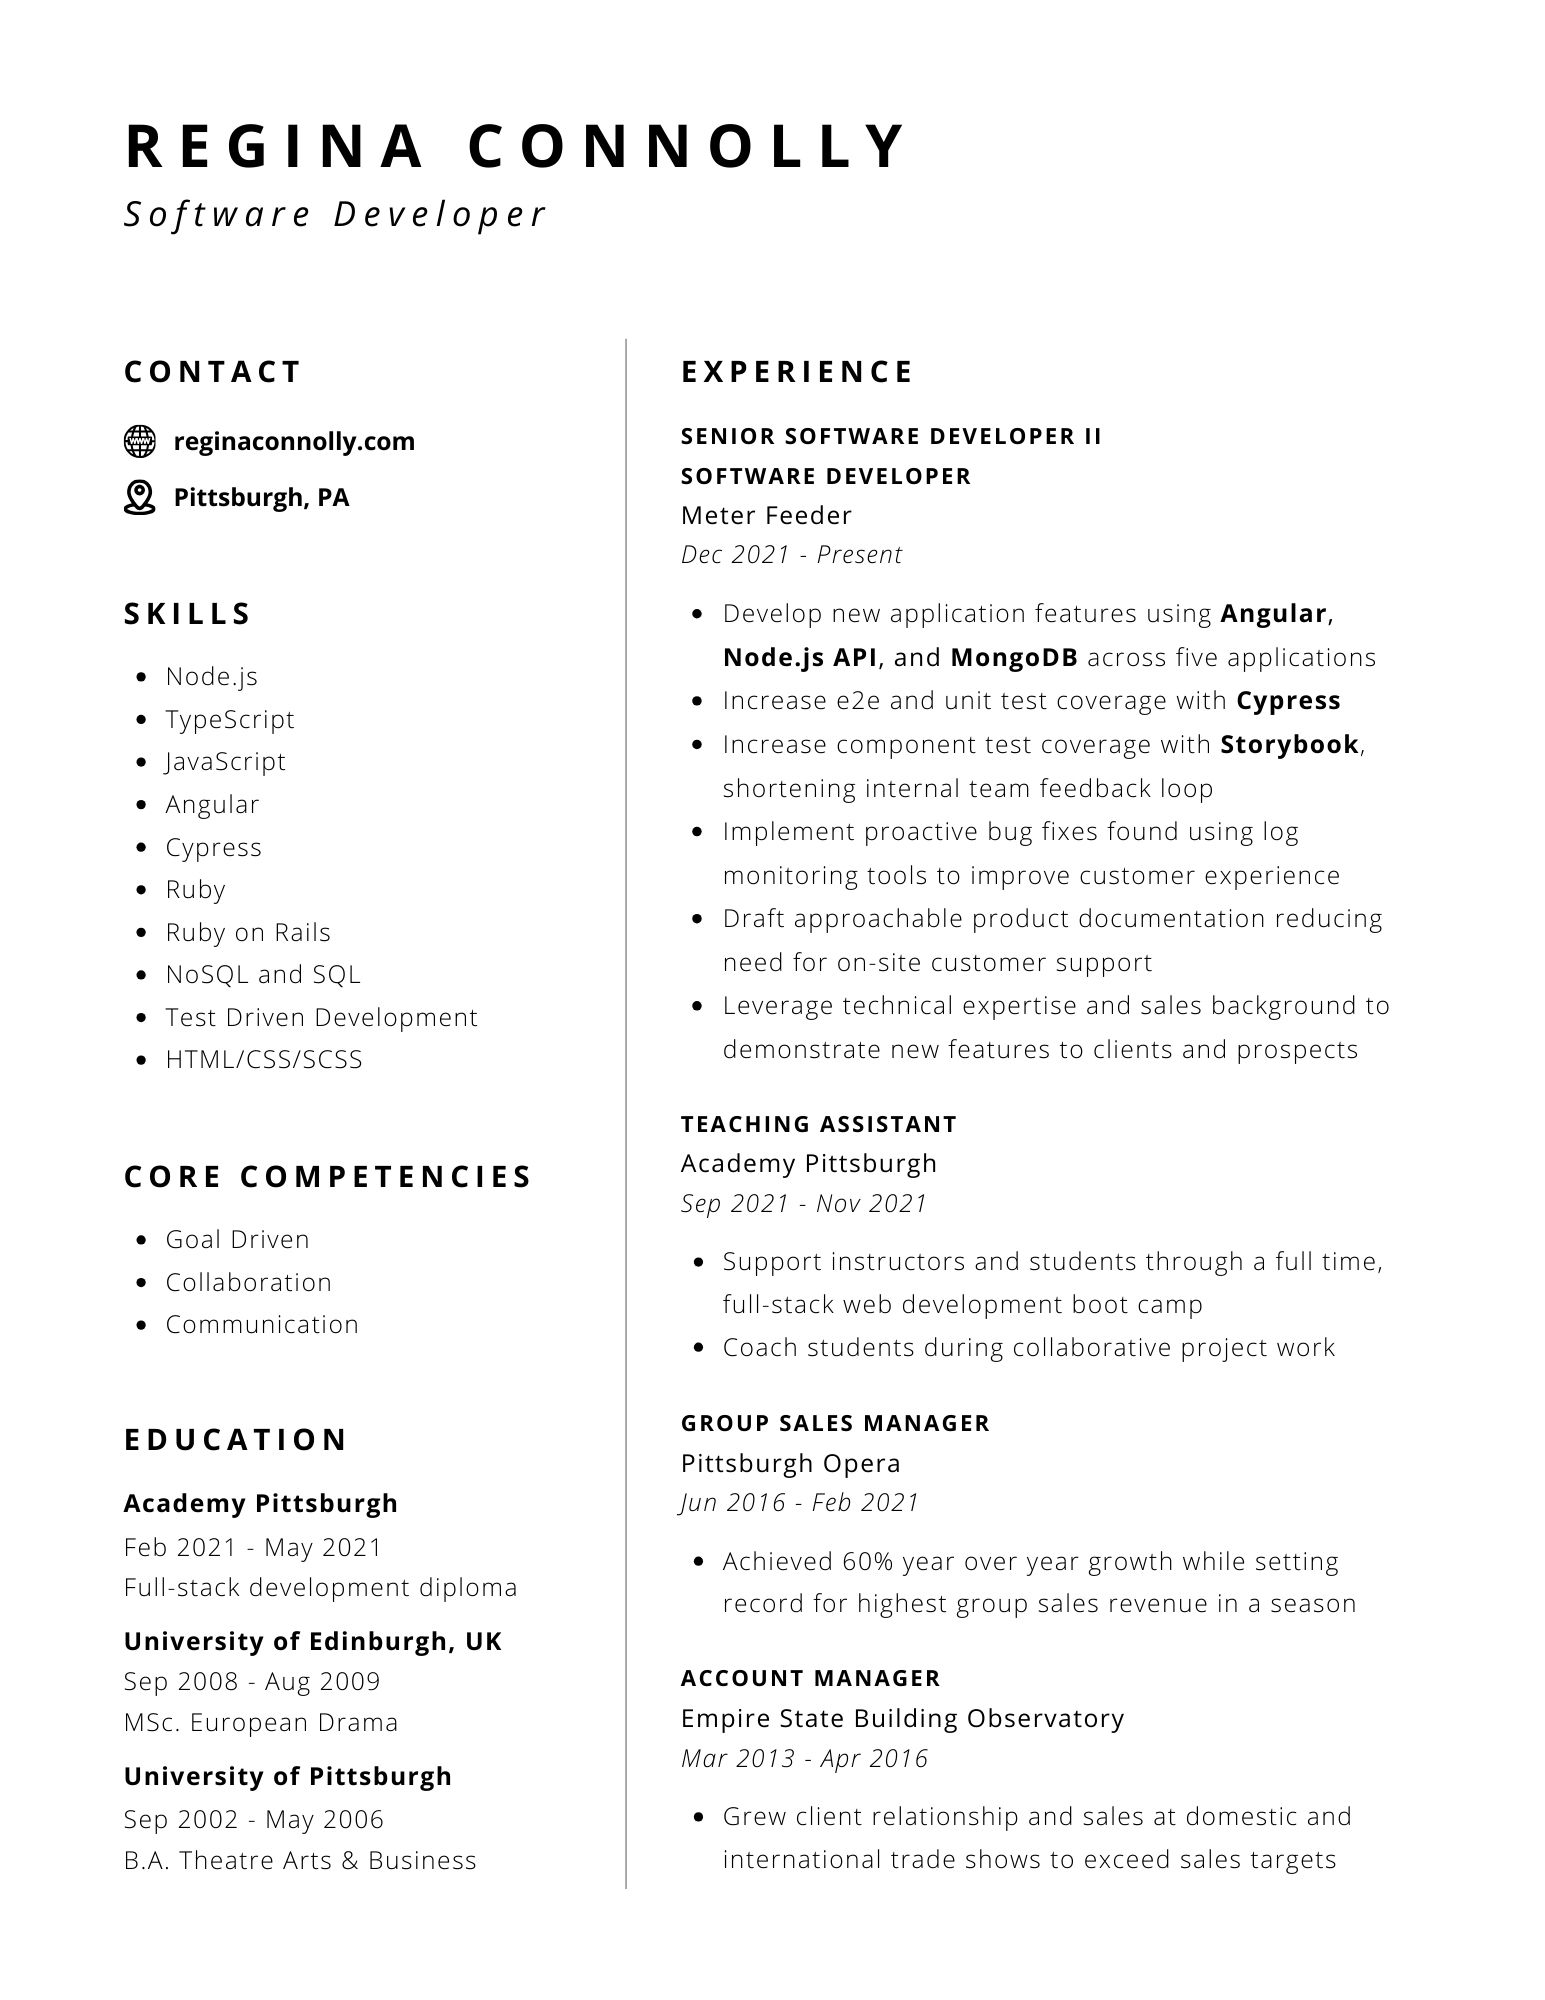 REGINA CONNOLLY
Software Developer
CONTACT
reginaconnolly.com
Pittsburgh, PA
SKILLS
Node.js
TypeScript
JavaScript
Angular
Cypress
Ruby
Ruby on Rails
NoSQL and SQL
Test Driven Development
HTML/CSS/SCSS
CORE COMPETENCIES
Goal Driven
Collaboration
Communication
EDUCATION
Academy Pittsburgh
Feb 2021 - May 2021
Full-stack development diploma
University of Edinburgh, UK
Sep 2008 - Aug 2009
MSc. European Drama
University of Pittsburgh
Sep 2002 - May 2006
B.A. Theatre Arts & Business
EXPERIENCE
SENIOR SOFTWARE DEVELOPER II
SOFTWARE DEVELOPER
Meter Feeder
Dec 2021 - Present
Develop new application features using Angular,
Node.js API, and MongoDB across five applications
Increase e2e and unit test coverage with Cypress
Increase component test coverage with Storybook,
shortening internal team feedback loop
Implement proactive bug fixes found using log
monitoring tools to improve customer experience
Draft approachable product documentation reducing
need for on-site customer support
Leverage technical expertise and sales background to
demonstrate new features to clients and prospects
TEACHING ASSISTANT
Academy Pittsburgh
Sep 2021 - Nov 2021
Support instructors and students through a full time,
full-stack web development boot camp
Coach students during collaborative project work
GROUP SALES MANAGER
Pittsburgh Opera
Jun 2016 - Feb 2021
Achieved 60% year over year growth while setting
record for highest group sales revenue in a season
ACCOUNT MANAGER
Empire State Building Observatory
Mar 2013 - Apr 2016
Grew client relationship and sales at domestic and
international trade shows to exceed sales targets